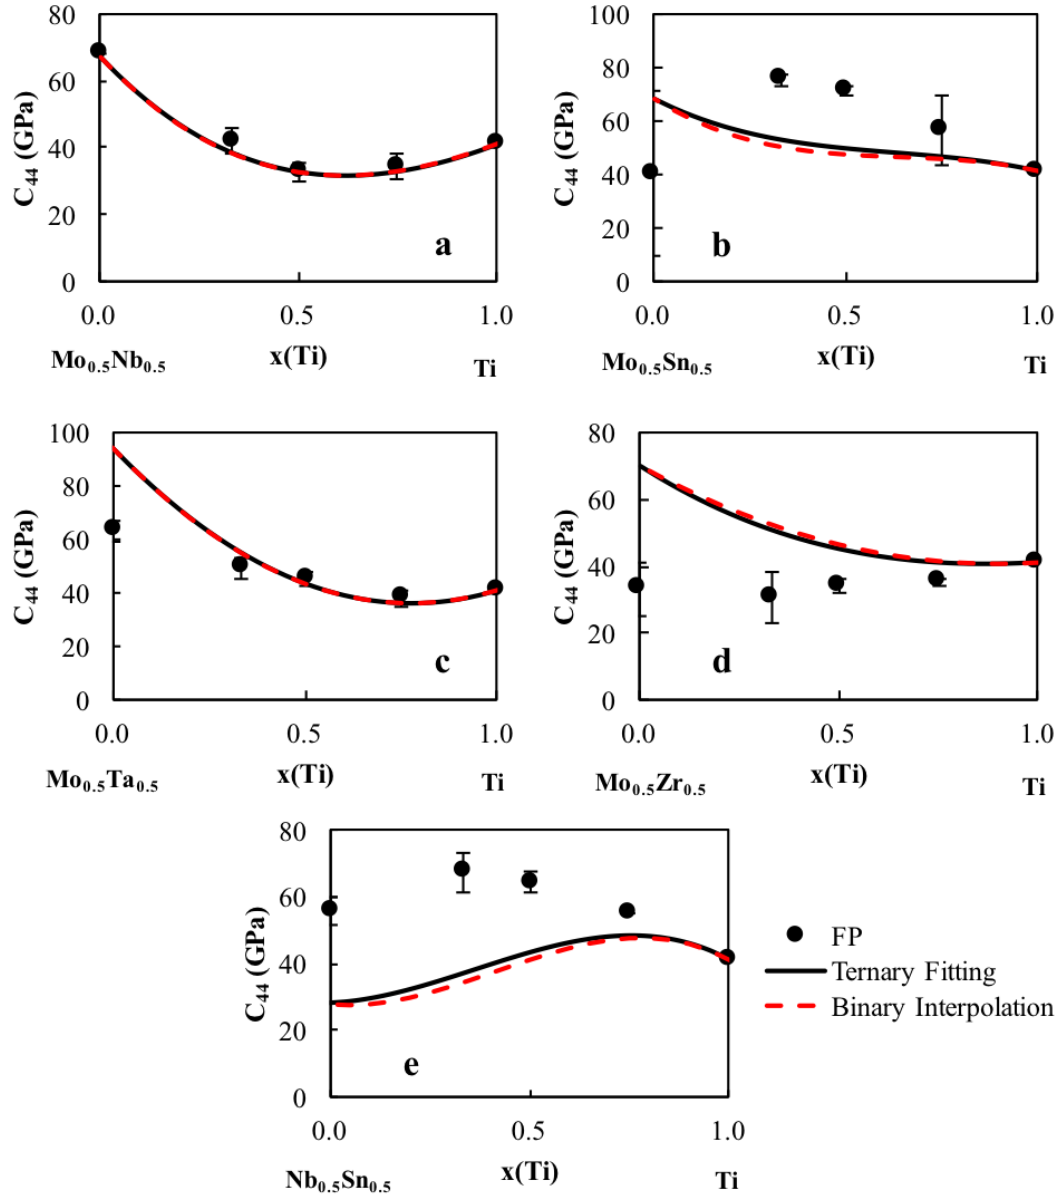 80
60
40
20
0
C₄₄ (GPa)
a
0.0 0.5 1.0
x(Ti)
Mo₀.₅Nb₀.₅ Ti
100
80
60
40
20
0
C₄₄ (GPa)
b
0.0 0.5 1.0
x(Ti)
Mo₀.₅Sn₀.₅ Ti
100
80
60
40
20
0
C₄₄ (GPa)
c
0.0 0.5 1.0
x(Ti)
Mo₀.₅Ta₀.₅ Ti
80
60
40
20
0
C₄₄ (GPa)
d
0.0 0.5 1.0
x(Ti)
Mo₀.₅Zr₀.₅ Ti
80
60
40
20
0
C₄₄ (GPa)
e
0.0 0.5 1.0
x(Ti)
Nb₀.₅Sn₀.₅ Ti
FP
Ternary Fitting
Binary Interpolation